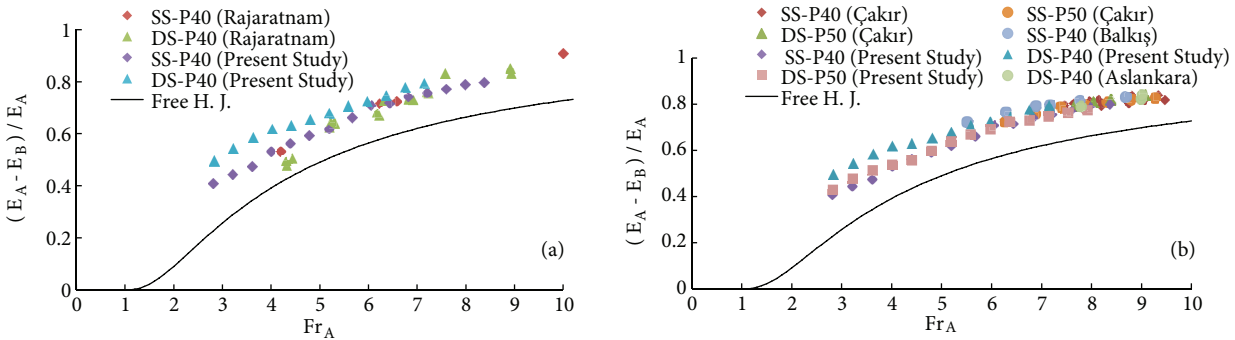 SS-P40 (Rajaratnam)
DS-P40 (Rajaratnam)
SS-P40 (Present Study)
DS-P40 (Present Study)
Free H. J.
1
0.8
0.6
0.4
0.2
0
( E_A - E_B ) / E_A
0 1 2 3 4 5 6 7 8 9 10
Fr_A
(a)
SS-P40 (Çakır) SS-P50 (Çakır)
DS-P50 (Çakır) SS-P40 (Balkış)
SS-P40 (Present Study) DS-P40 (Present Study)
DS-P50 (Present Study) DS-P40 (Aslankara)
Free H. J.
1
0.8
0.6
0.4
0.2
0
( E_A - E_B ) / E_A
0 1 2 3 4 5 6 7 8 9 10
Fr_A
(b)